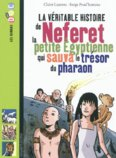 Claire Laurens - Serge Prud'homme
LA VÉRITABLE HISTOIRE
de Neferet
la petite Égyptienne
qui sauva le trésor
du pharaon